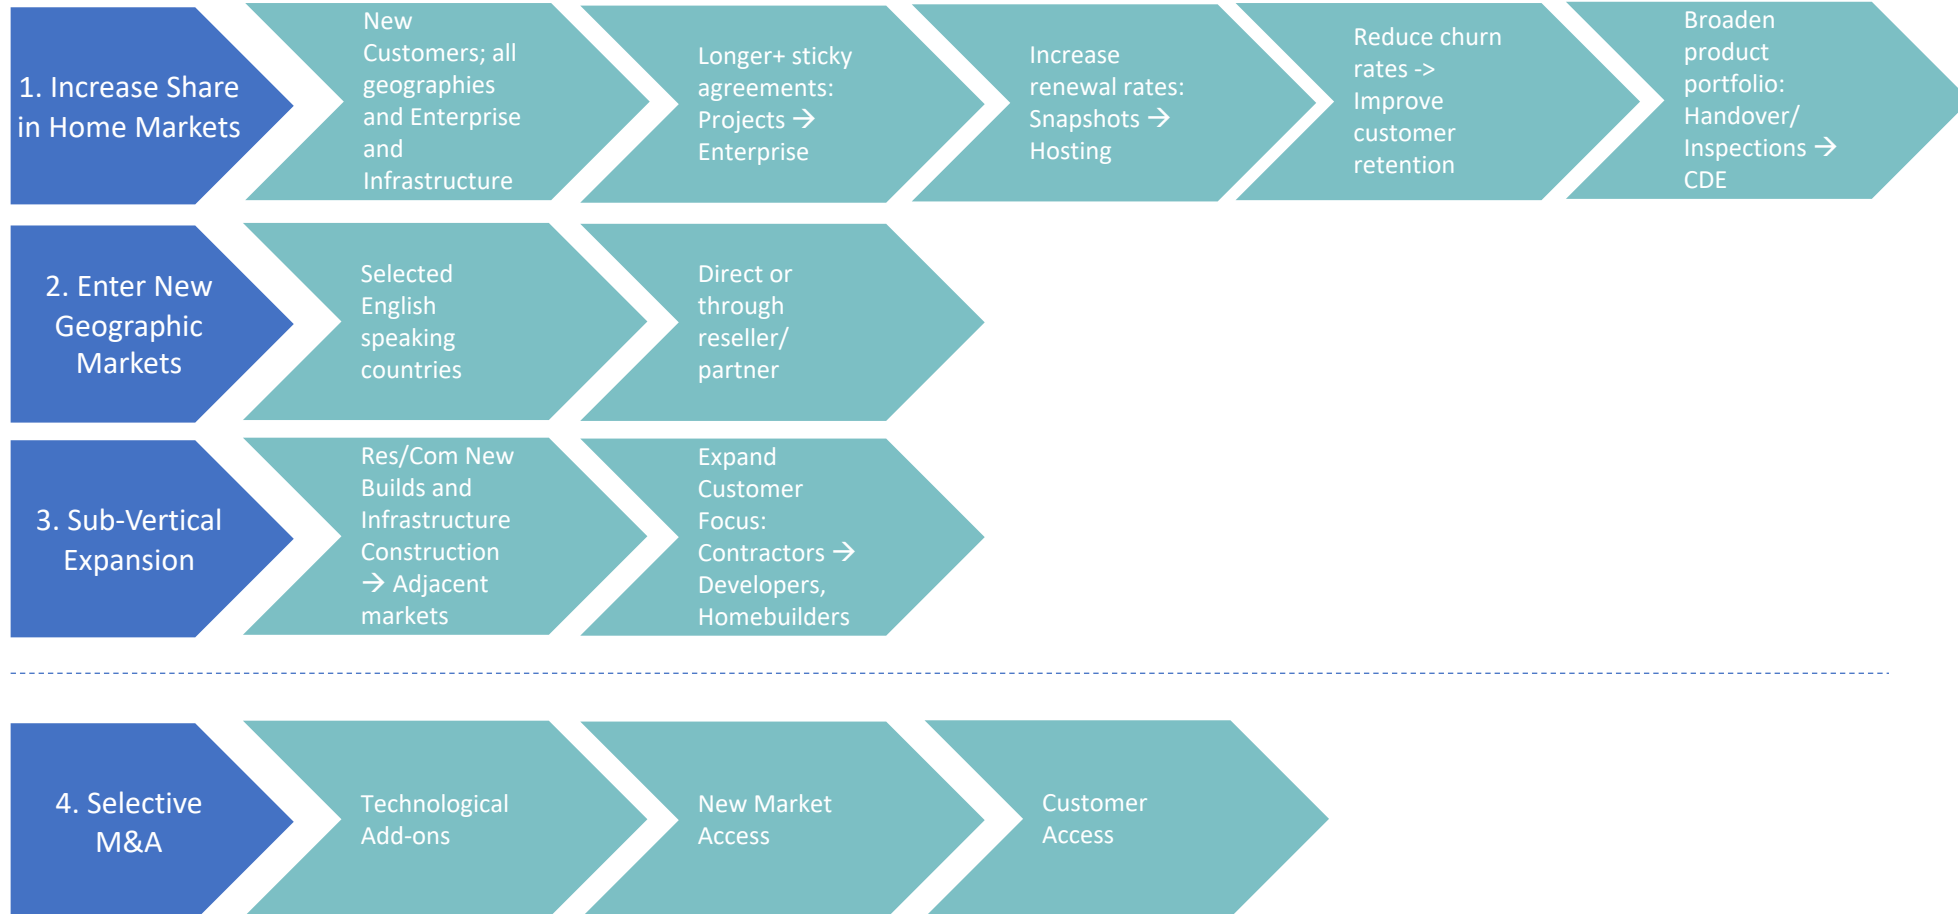 1. Increase Share
in Home Markets
New
Customers; all
geographies
and Enterprise
and
Infrastructure
Longer+ sticky
agreements:
Projects →
Enterprise
Increase
renewal rates:
Snapshots →
Hosting
Reduce churn
rates ->
Improve
customer
retention
Broaden
product
portfolio:
Handover/
Inspections →
CDE
2. Enter New
Geographic
Markets
Selected
English
speaking
countries
Direct or
through
reseller/
partner
3. Sub-Vertical
Expansion
Res/Com New
Builds and
Infrastructure
Construction
→ Adjacent
markets
Expand
Customer
Focus:
Contractors →
Developers,
Homebuilders
4. Selective
M&A
Technological
Add-ons
New Market
Access
Customer
Access